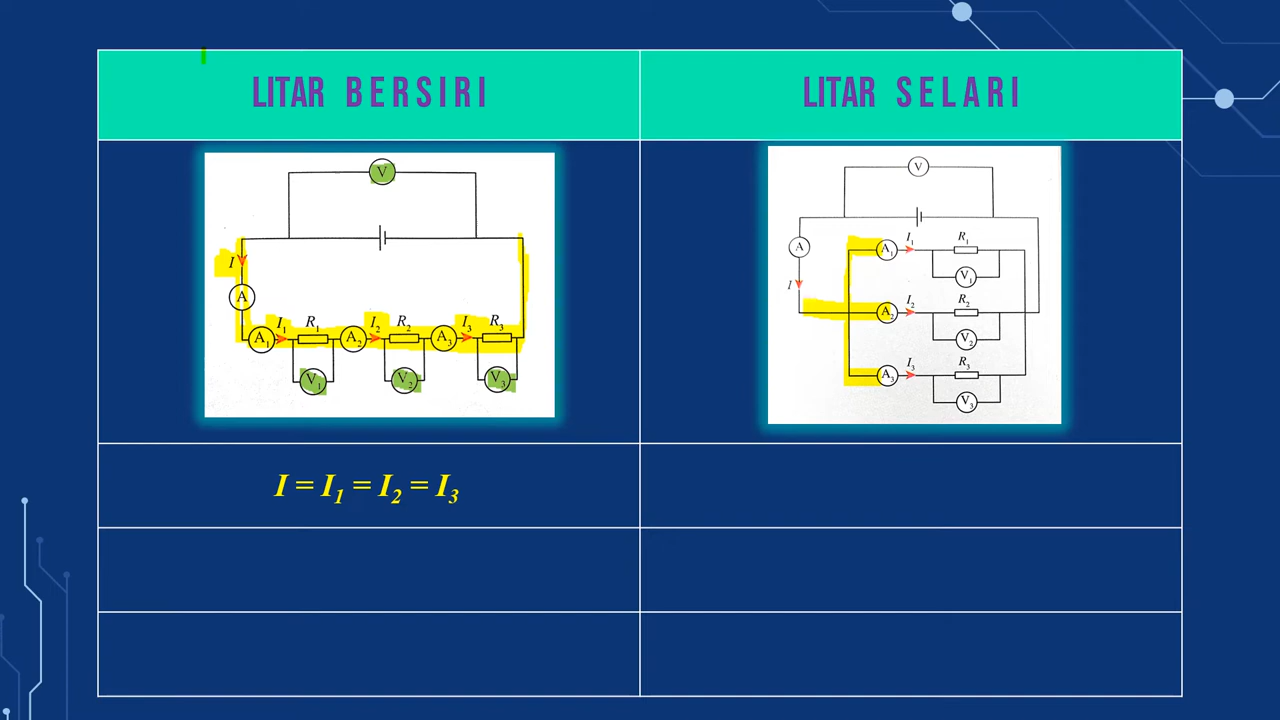 LITAR BERSIRI
LITAR SELARI
V
I
A
A1 I1 R1 A2 I2 R2 A3 I3 R3
V1 V2 V3
V
A
I
A1 I1 R1
V1
A2 I2 R2
V2
A3 I3 R3
V3
I = I1 = I2 = I3